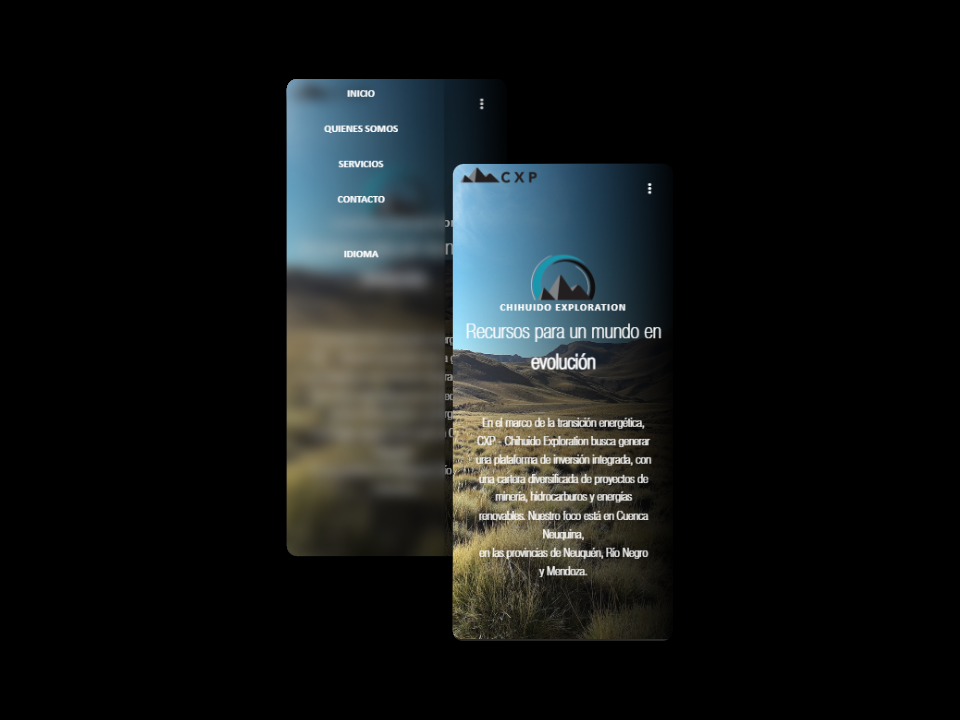 INICIO
QUIENES SOMOS
SERVICIOS
CONTACTO
IDIOMA
CXP
CHIHUIDO EXPLORATION
Recursos para un mundo en
evolución
En el marco de la transición energética,
CXP - Chihuido Exploration busca generar
una plataforma de inversión integrada, con
una cartera diversificada de proyectos de
minería, hidrocarburos y energías
renovables. Nuestro foco está en Cuenca
Neuquina,
en las provincias de Neuquén, Río Negro
y Mendoza.